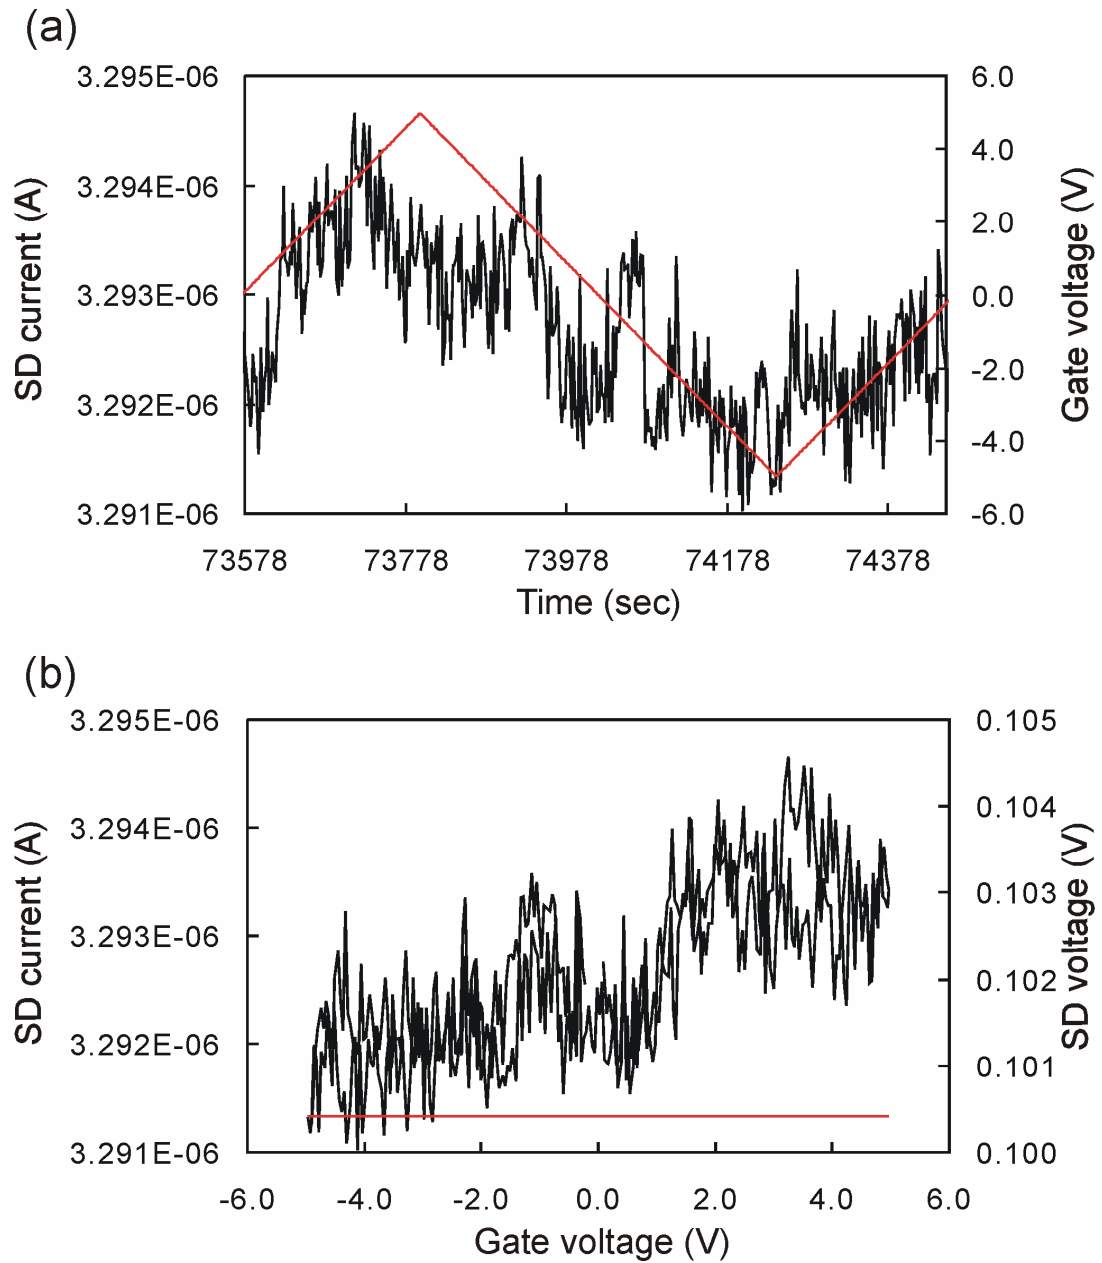 (a)
3.295E-06
3.294E-06
3.293E-06
3.292E-06
3.291E-06
SD current (A)
6.0
4.0
2.0
0.0
-2.0
-4.0
-6.0
Gate voltage (V)
73578 73778 73978 74178 74378
Time (sec)
(b)
3.295E-06
3.294E-06
3.293E-06
3.292E-06
3.291E-06
SD current (A)
0.105
0.104
0.103
0.102
0.101
0.100
SD voltage (V)
-6.0 -4.0 -2.0 0.0 2.0 4.0 6.0
Gate voltage (V)